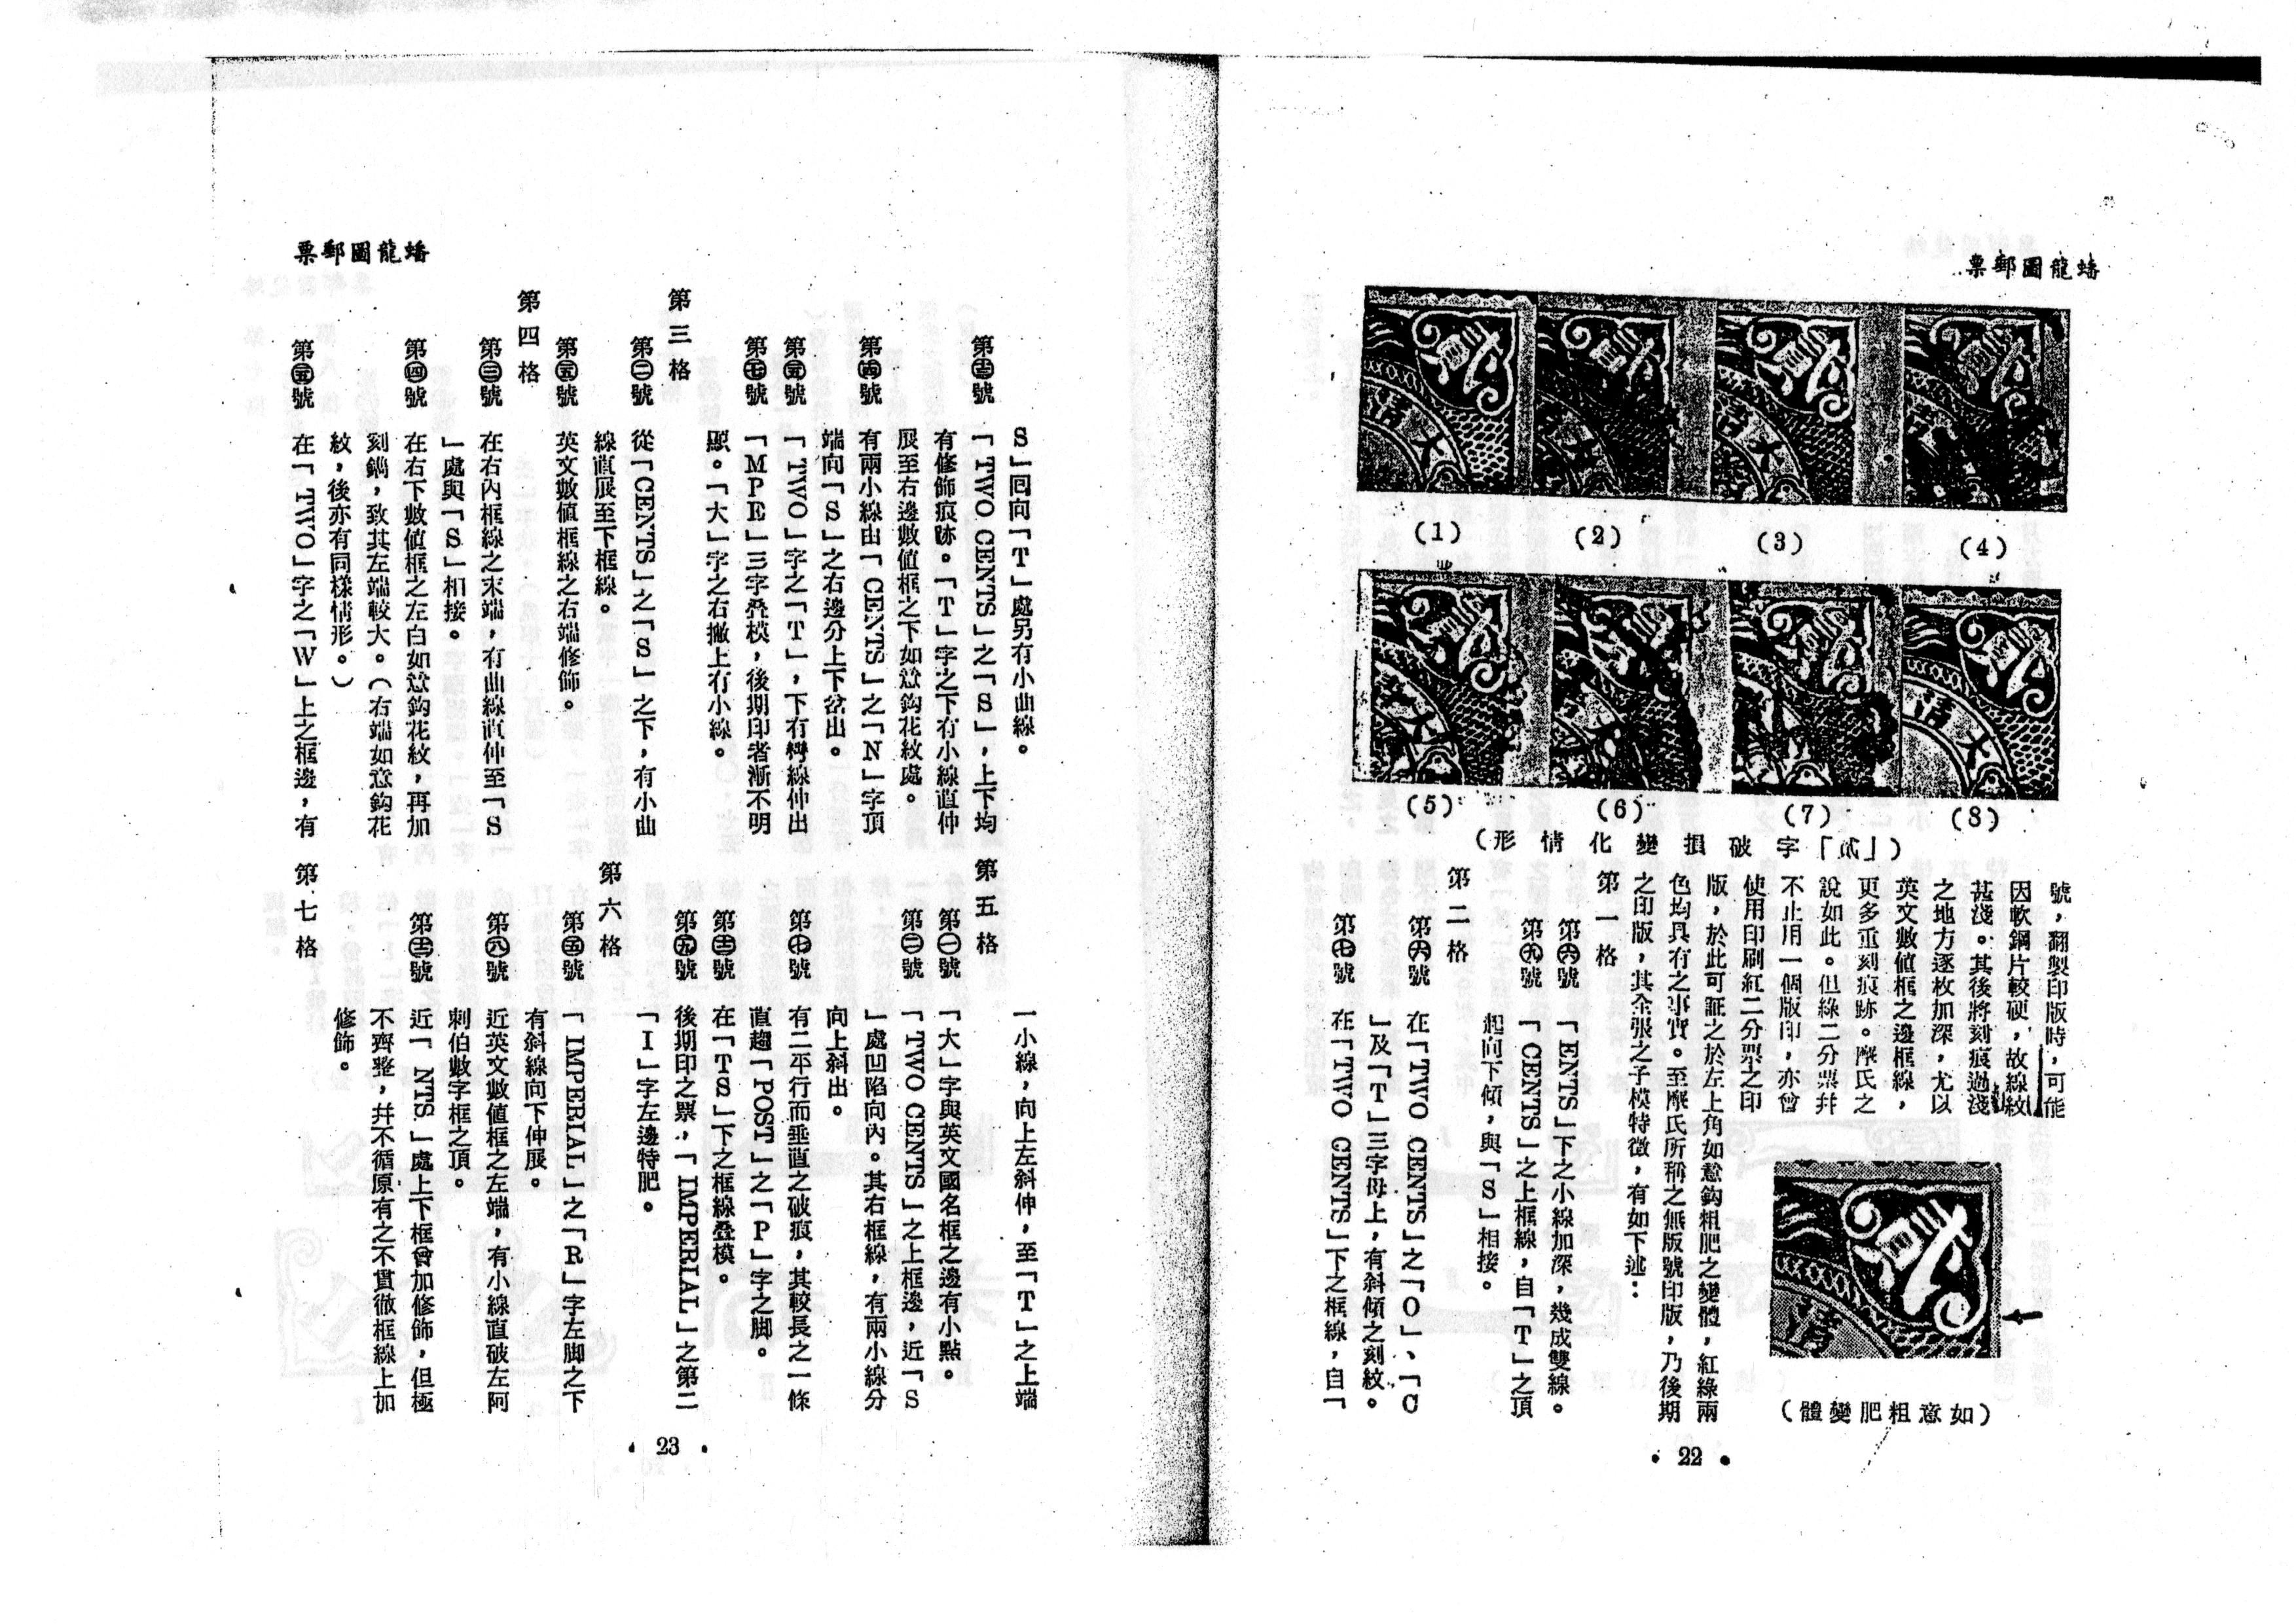 蟠龍圖郵票
(1)
(2)
(3)
(4)
(5)
(6)
(7)
(8)
(「貳」字破損變化情形)
號，翻製印版時，可能
因軟鋼片較硬，故線紋
甚淺。其後將刻痕過淺
之地方逐枚加深，尤以
英文數值框之邊框線，
更多重刻痕跡。摩氏之
說如此。但綠二分票幷
不止用一個版印，亦曾
使用印刷紅二分票之印
版，於此可証之於左上角如意鈎粗肥之變體，紅綠兩
色均具有之事實。至摩氏所稱之無版號印版，乃後期
之印版，其全張之子模特徵，有如下述：
(如意粗肥變體)
第一格
第㊅號 「ENTS」下之小線加深，幾成雙線。
第㊈號 「CENTS」之上框線，自「T」之頂
起向下傾，與「S」相接。
第二格
第㊅號 在「TWO CENTS」之「O」、「C
」及「T」三字母上，有斜傾之刻紋。
第㊆號 在「TWO CENTS」下之框線，自「
• 22 •
蟠龍圖郵票
S」回向「T」處另有小曲線。
第號 「TWO CENTS」之「S」，上下均
有修飾痕跡。「T」字之下有小線直伸
展至右邊數值框之下如意鈎花紋處。
第號 有兩小線由「CENTS」之「N」字頂
端向「S」之右邊分上下岔出。
第號 「TWO」字之「T」，下有彎線伸出
第號 「MPE」三字叠模，後期印者漸不明
顯。「大」字之右撇上有小線。
第三格
第㊁號 從「CENTS」之「S」之下，有小曲
線直展至下框線。
第號 英文數值框線之右端修飾。
第四格
第㊂號 在右內框線之末端，有曲線直伸至「S
」處與「S」相接。
第㊃號 在右下數值框之左白如意鈎花紋，再加
刻鐫，致其左端較大。（右端如意鈎花
紋，後亦有同樣情形。）
第號 在「TWO」字之「W」上之框邊，有
一小線，向上左斜伸，至「T」之上端
第五格
第㊀號 「大」字與英文國名框之邊有小點。
第㊁號 「TWO CENTS」之上框邊，近「S
」處凹陷向內。其右框線，有兩小線分
向上斜出。
第號 有二平行而垂直之破痕，其較長之一條
直趨「POST」之「P」字之脚。
第號 在「TS」下之框線叠模。
第號 後期印之票，「IMPERIAL」之第二
「I」字左邊特肥。
第六格
第㊄號 「IMPERIAL」之「R」字左脚之下
有斜線向下伸展。
第㊇號 近英文數值框之左端，有小線直破左阿
刺伯數字框之頂。
第號 近「NTS」處上下框曾加修飾，但極
不齊整，幷不循原有之不貫徹框線上加
修飾。
第七格
• 23 •